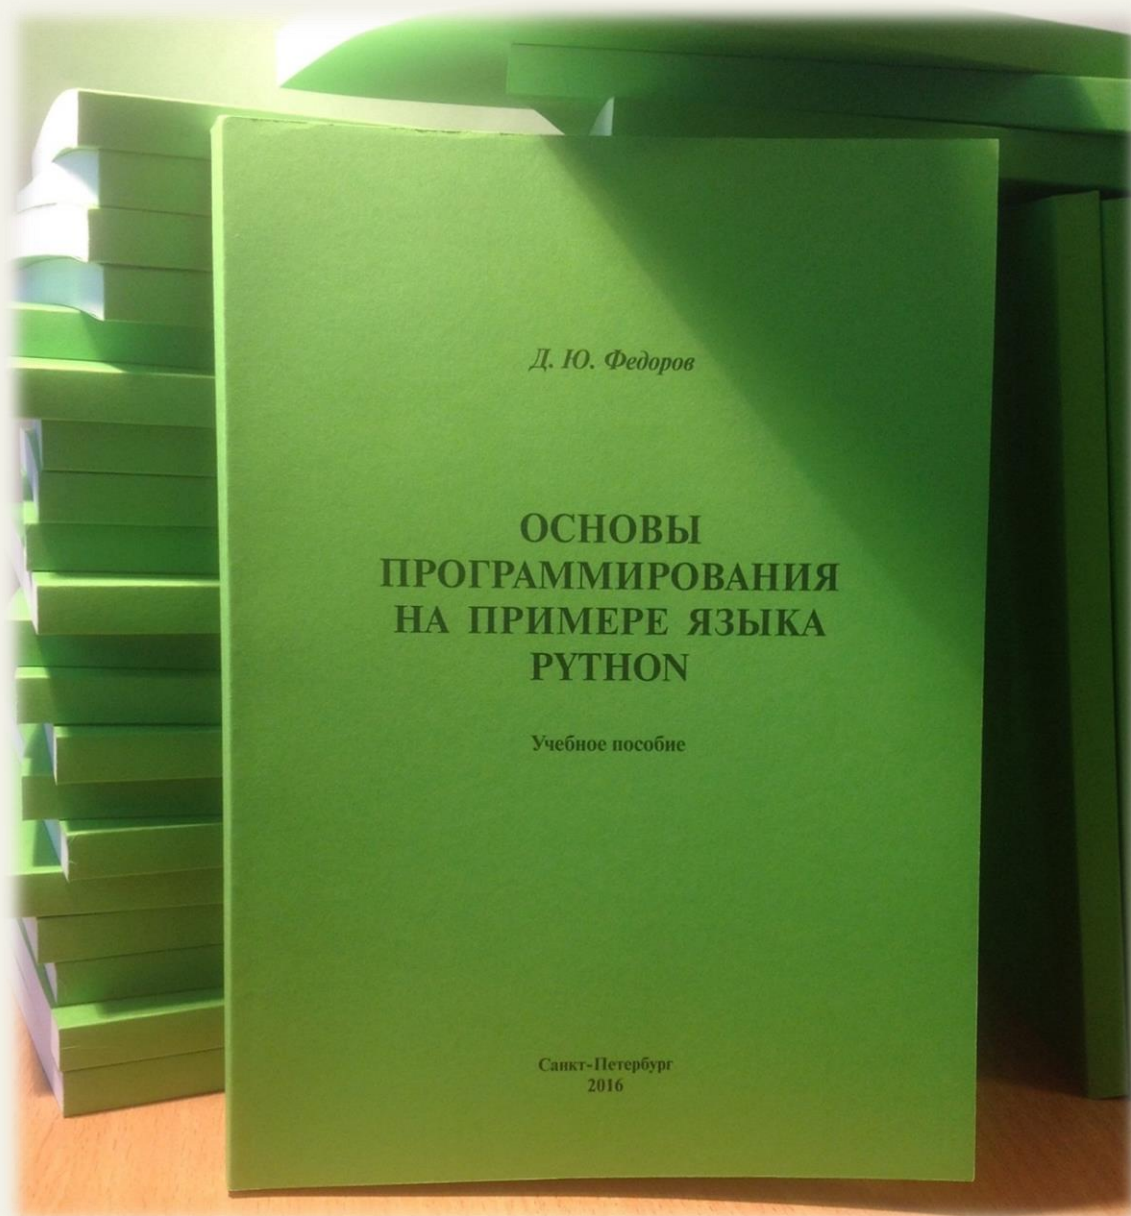 Д. Ю. Федоров
ОСНОВЫ
ПРОГРАММИРОВАНИЯ
НА ПРИМЕРЕ ЯЗЫКА
PYTHON
Учебное пособие
Санкт-Петербург
2016